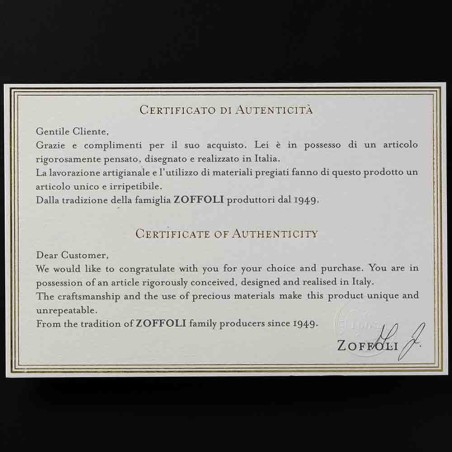 Certificato di Autenticità
Gentile Cliente,
Grazie e complimenti per il suo acquisto. Lei è in possesso di un articolo
rigorosamente pensato, disegnato e realizzato in Italia.
La lavorazione artigianale e l'utilizzo di materiali pregiati fanno di questo prodotto un
articolo unico e irripetibile.
Dalla tradizione della famiglia ZOFFOLI produttori dal 1949.
Certificate of Authenticity
Dear Customer,
We would like to congratulate with you for your choice and purchase. You are in
possession of an article rigorously conceived, designed and realised in Italy.
The craftsmanship and the use of precious materials make this product unique and
unrepeatable.
From the tradition of ZOFFOLI family producers since 1949.
Zoffoli